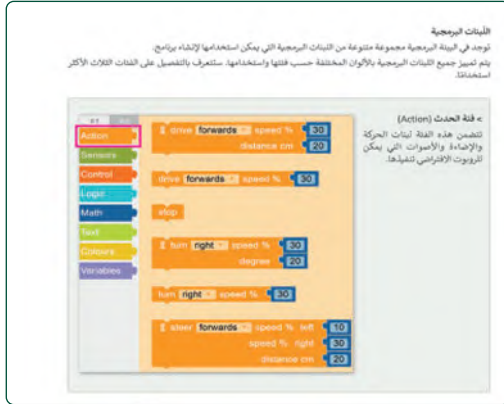 اللبنات البرمجية
توجد في البيئة البرمجية مجموعة متنوعة من اللبنات البرمجية التي يمكن استخدامها لإنشاء برنامج.
يتم تمييز جميع اللبنات البرمجية بالألوان المختلفة حسب فئتها واستخدامها. ستتعرف بالتفصيل على الفئات الثلاث الأكثر
استخدامًا.
> فئة الحدث (Action)
تتضمن هذه الفئة لبنات الحركة
والإضاءة والأصوات التي يمكن
للروبوت الافتراضي تنفيذها.
Action
Sensors
Control
Logic
Math
Text
Colours
Variables
drive forwards speed % 30
distance cm 20
drive forwards speed % 30
stop
turn right speed % 30
degree 20
turn right speed % 30
steer forwards speed % left 10
speed % right 30
distance cm 20